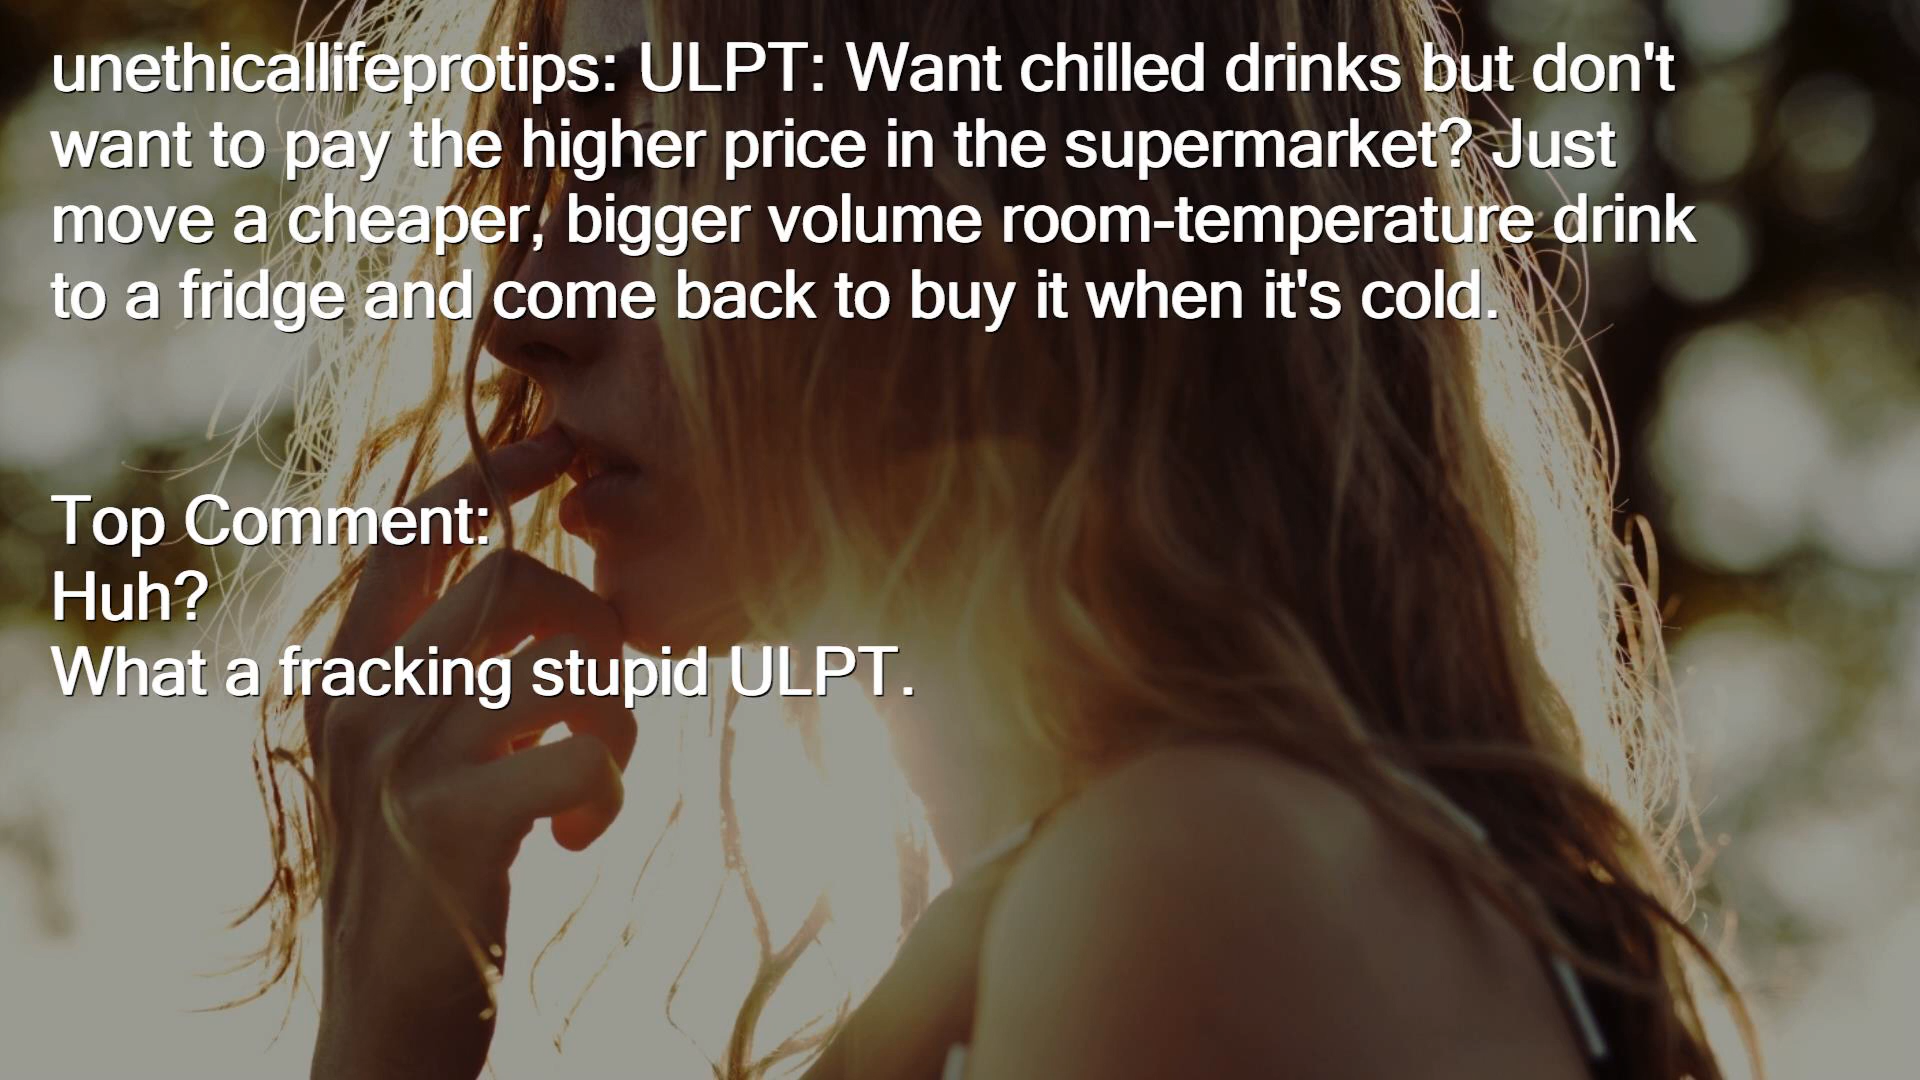 unethicallifeprotips: ULPT: Want chilled drinks but don't
want to pay the higher price in the supermarket? Just
move a cheaper, bigger volume room-temperature drink
to a fridge and come back to buy it when it's cold.
Top Comment:
Huh?
What a fracking stupid ULPT.